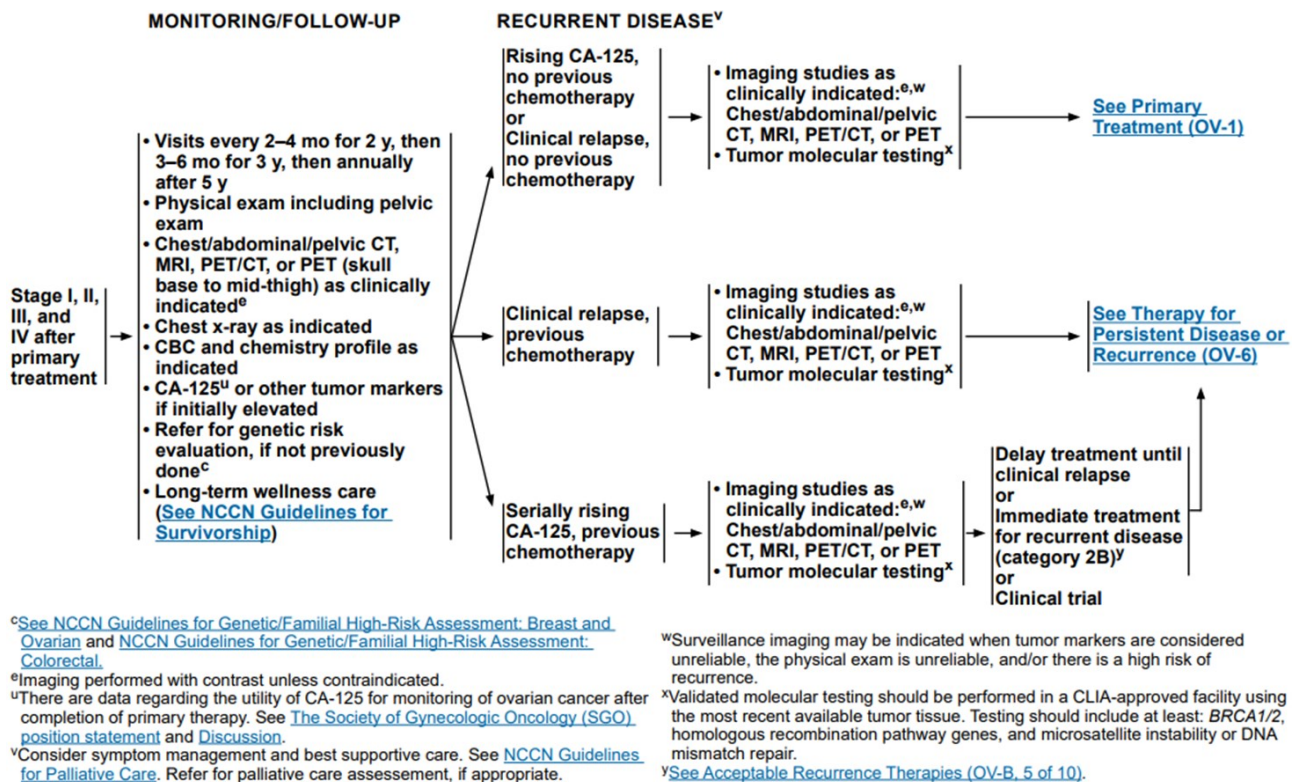 MONITORING/FOLLOW-UP
RECURRENT DISEASEᵛ
Stage I, II,
III, and
IV after
primary
treatment
• Visits every 2–4 mo for 2 y, then
3–6 mo for 3 y, then annually
after 5 y
• Physical exam including pelvic
exam
• Chest/abdominal/pelvic CT,
MRI, PET/CT, or PET (skull
base to mid-thigh) as clinically
indicatedᵉ
• Chest x-ray as indicated
• CBC and chemistry profile as
indicated
• CA-125ᵘ or other tumor markers
if initially elevated
• Refer for genetic risk
evaluation, if not previously
doneᶜ
• Long-term wellness care
(See NCCN Guidelines for
Survivorship)
Rising CA-125,
no previous
chemotherapy
or
Clinical relapse,
no previous
chemotherapy
• Imaging studies as
clinically indicated:ᵉ,ʷ
Chest/abdominal/pelvic
CT, MRI, PET/CT, or PET
• Tumor molecular testingˣ
See Primary
Treatment (OV-1)
Clinical relapse,
previous
chemotherapy
• Imaging studies as
clinically indicated:ᵉ,ʷ
Chest/abdominal/pelvic
CT, MRI, PET/CT, or PET
• Tumor molecular testingˣ
See Therapy for
Persistent Disease or
Recurrence (OV-6)
Serially rising
CA-125, previous
chemotherapy
• Imaging studies as
clinically indicated:ᵉ,ʷ
Chest/abdominal/pelvic
CT, MRI, PET/CT, or PET
• Tumor molecular testingˣ
Delay treatment until
clinical relapse
or
Immediate treatment
for recurrent disease
(category 2B)ʸ
or
Clinical trial
ᶜSee NCCN Guidelines for Genetic/Familial High-Risk Assessment: Breast and
Ovarian and NCCN Guidelines for Genetic/Familial High-Risk Assessment:
Colorectal.
ᵉImaging performed with contrast unless contraindicated.
ᵘThere are data regarding the utility of CA-125 for monitoring of ovarian cancer after
completion of primary therapy. See The Society of Gynecologic Oncology (SGO)
position statement and Discussion.
ᵛConsider symptom management and best supportive care. See NCCN Guidelines
for Palliative Care. Refer for palliative care assessment, if appropriate.
ʷSurveillance imaging may be indicated when tumor markers are considered
unreliable, the physical exam is unreliable, and/or there is a high risk of
recurrence.
ˣValidated molecular testing should be performed in a CLIA-approved facility using
the most recent available tumor tissue. Testing should include at least: BRCA1/2,
homologous recombination pathway genes, and microsatellite instability or DNA
mismatch repair.
ʸSee Acceptable Recurrence Therapies (OV-B, 5 of 10).